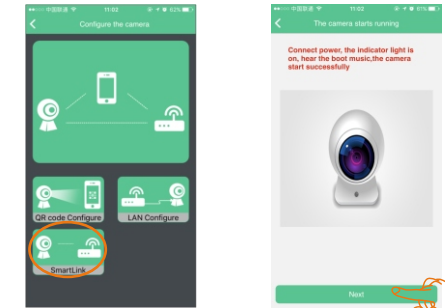 中国联通 11:02 62%
Configure the camera
QR code Configure
LAN Configure
SmartLink
中国联通 11:02 61%
The camera starts running
Connect power, the indicator light is
on, hear the boot music,the camera
start successfully
Next